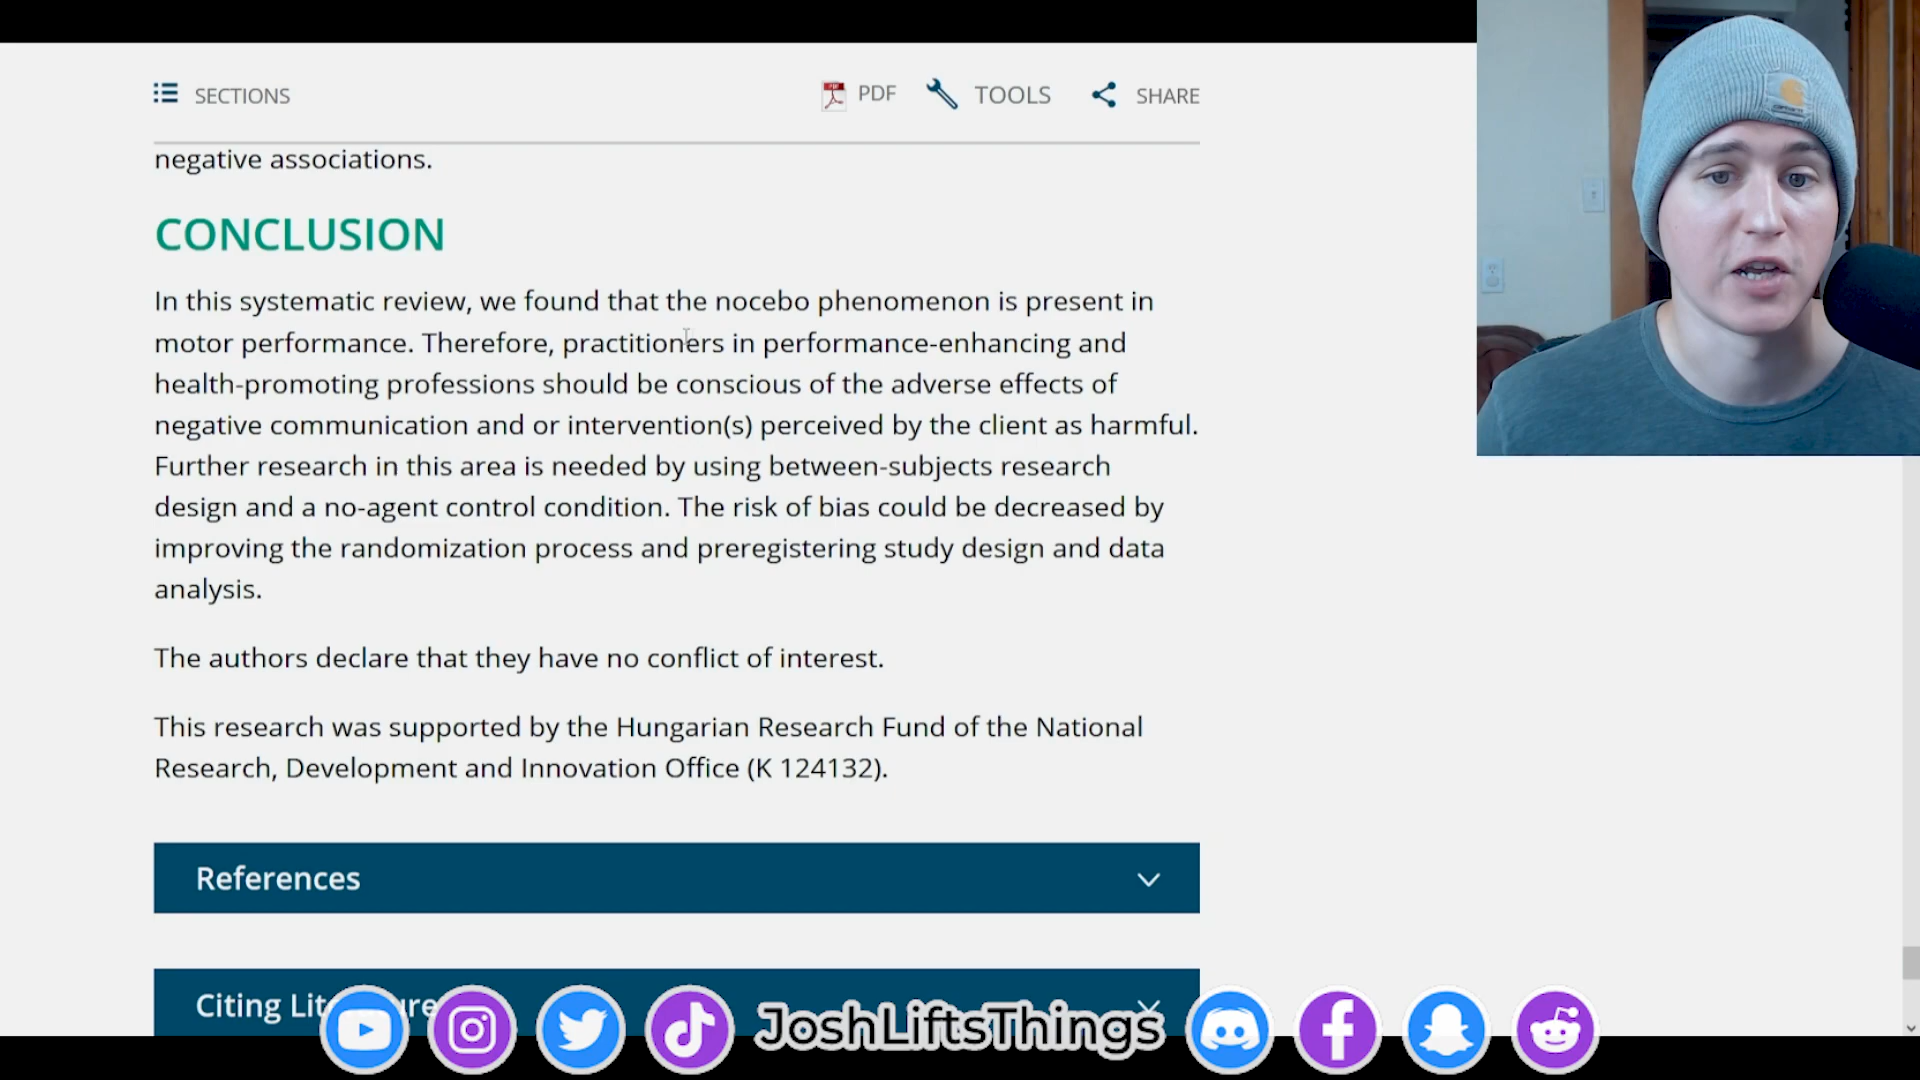 SECTIONS
PDF
TOOLS
SHARE
negative associations.
CONCLUSION
In this systematic review, we found that the nocebo phenomenon is present in
motor performance. Therefore, practitioners in performance-enhancing and
health-promoting professions should be conscious of the adverse effects of
negative communication and or intervention(s) perceived by the client as harmful.
Further research in this area is needed by using between-subjects research
design and a no-agent control condition. The risk of bias could be decreased by
improving the randomization process and preregistering study design and data
analysis.
The authors declare that they have no conflict of interest.
This research was supported by the Hungarian Research Fund of the National
Research, Development and Innovation Office (K 124132).
References
Citing
JoshLiftsThings